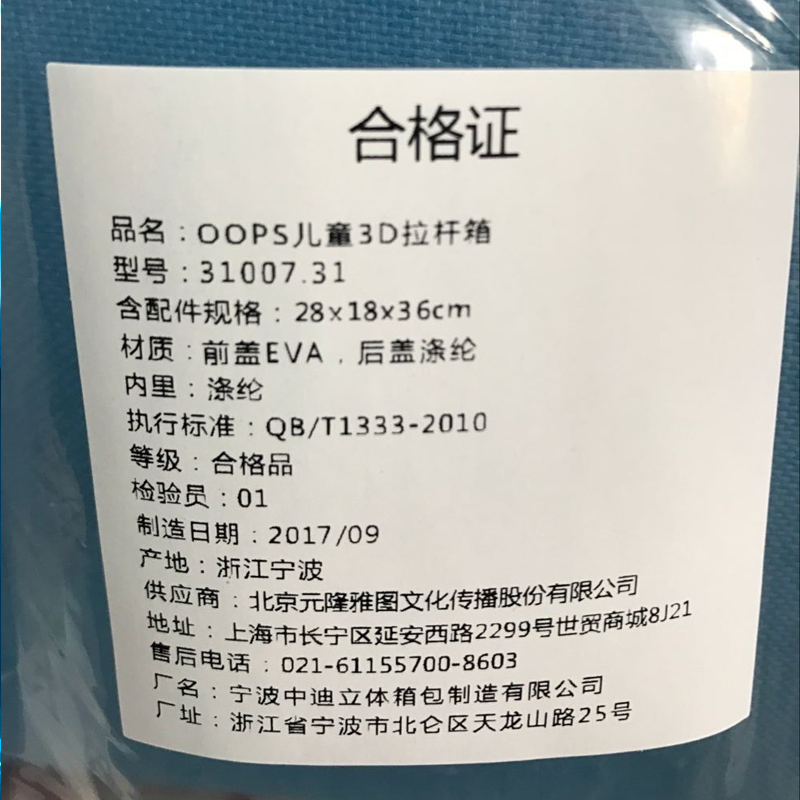 合格证
品名：OOPS儿童3D拉杆箱
型号：31007.31
含配件规格：28x18x36cm
材质：前盖EVA，后盖涤纶
内里：涤纶
执行标准：QB/T1333-2010
等级：合格品
检验员：01
制造日期：2017/09
产地：浙江宁波
供应商：北京元隆雅图文化传播股份有限公司
地址：上海市长宁区延安西路2299号世贸商城8J21
售后电话：021-61155700-8603
厂名：宁波中迪立体箱包制造有限公司
厂址：浙江省宁波市北仑区天龙山路25号